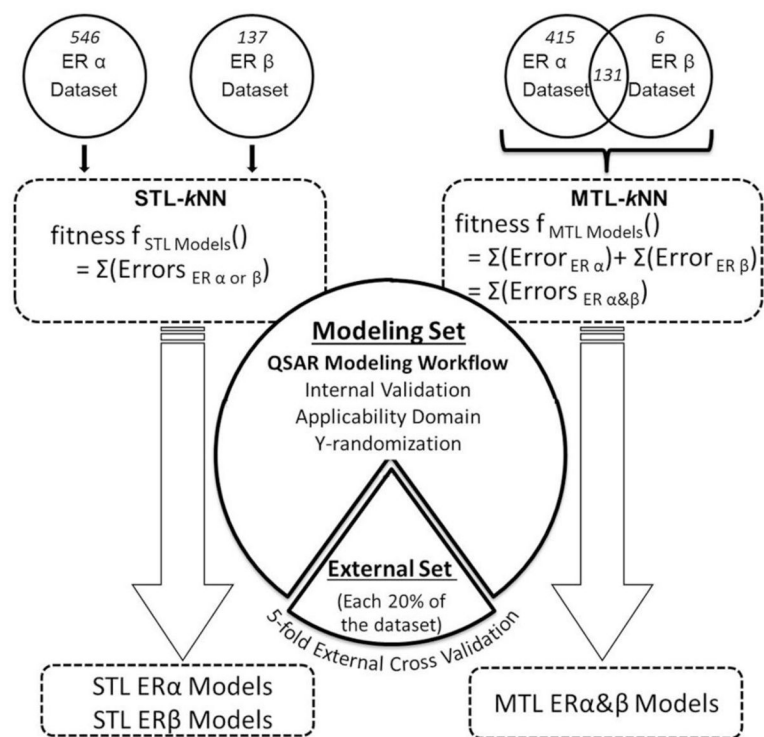 546
ER α
Dataset
137
ER β
Dataset
415
ER α
Dataset
131
6
ER β
Dataset
STL-kNN
fitness f STL Models()
= Σ(Errors ER α or β)
MTL-kNN
fitness f MTL Models()
= Σ(Error ER α)+ Σ(Error ER β)
= Σ(Errors ER α&β)
Modeling Set
QSAR Modeling Workflow
Internal Validation
Applicability Domain
Y-randomization
External Set
(Each 20% of
the dataset)
5-fold External Cross Validation
STL ERα Models
STL ERβ Models
MTL ERα&β Models